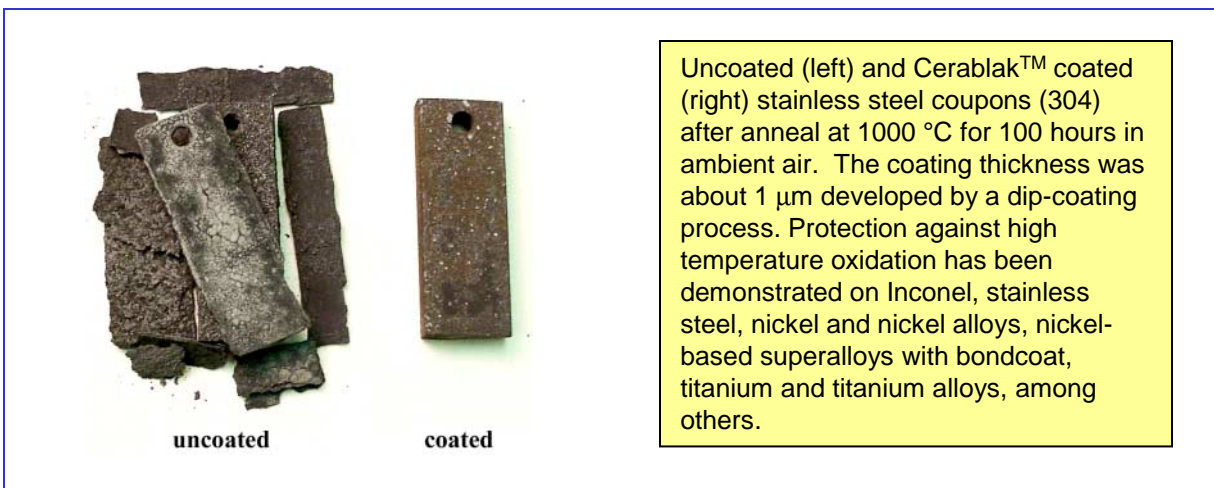 Uncoated (left) and Cerablak™ coated
(right) stainless steel coupons (304)
after anneal at 1000 °C for 100 hours in
ambient air.  The coating thickness was
about 1 μm developed by a dip-coating
process. Protection against high
temperature oxidation has been
demonstrated on Inconel, stainless
steel, nickel and nickel alloys, nickel-
based superalloys with bondcoat,
titanium and titanium alloys, among
others.
uncoated
coated